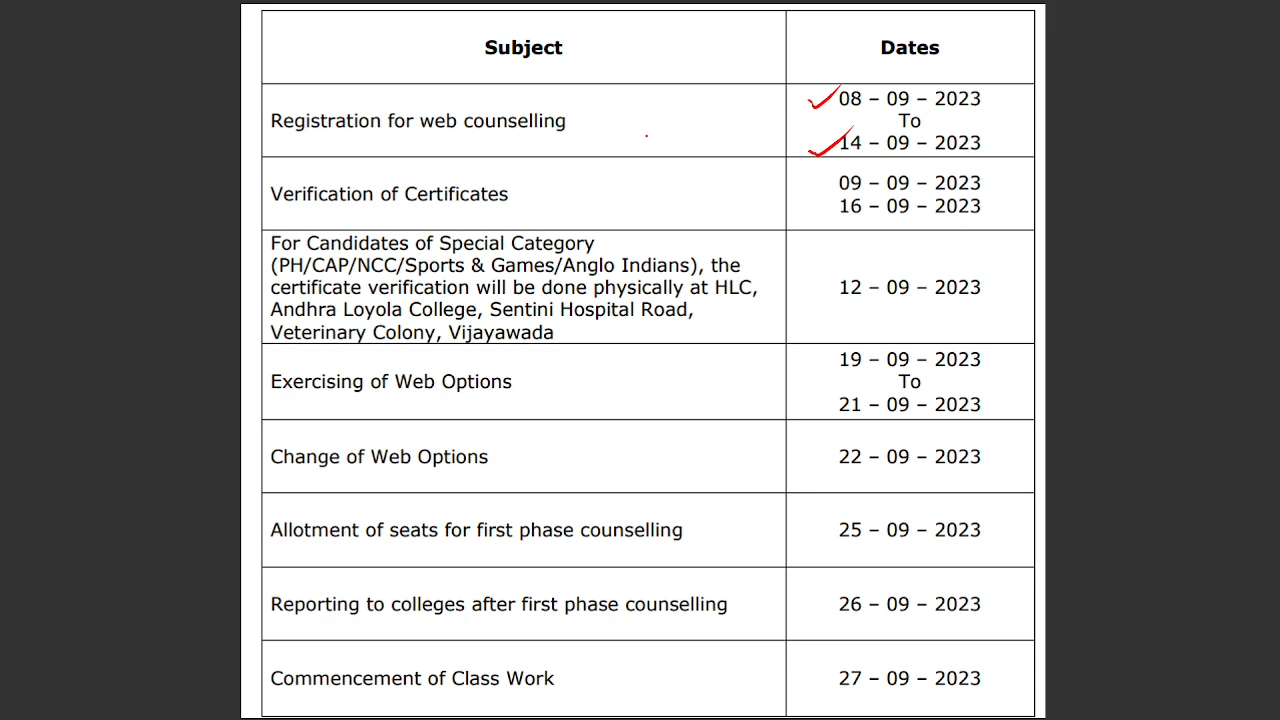 Subject
Dates
Registration for web counselling
08 – 09 – 2023
To
14 – 09 – 2023
Verification of Certificates
09 – 09 – 2023
16 – 09 – 2023
For Candidates of Special Category
(PH/CAP/NCC/Sports & Games/Anglo Indians), the
certificate verification will be done physically at HLC,
Andhra Loyola College, Sentini Hospital Road,
Veterinary Colony, Vijayawada
12 – 09 – 2023
Exercising of Web Options
19 – 09 – 2023
To
21 – 09 – 2023
Change of Web Options
22 – 09 – 2023
Allotment of seats for first phase counselling
25 – 09 – 2023
Reporting to colleges after first phase counselling
26 – 09 – 2023
Commencement of Class Work
27 – 09 – 2023